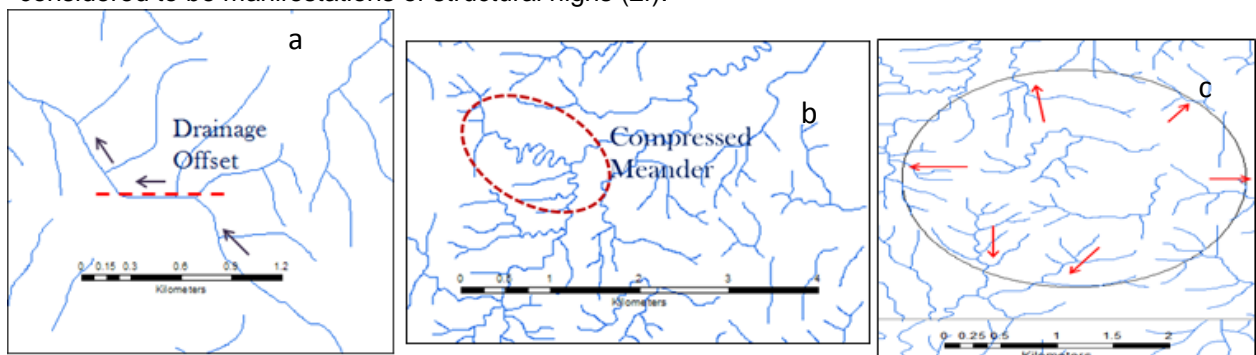 considered to be manifestations of structural highs (21).
a
Drainage
Offset
0 0.15 0.3 0.6 0.9 1.2
Kilometers
b
Compressed
Meander
0 0.5 1 2 3 4
Kilometers
c
0 0.25 0.5 1 1.5 2
Kilometers